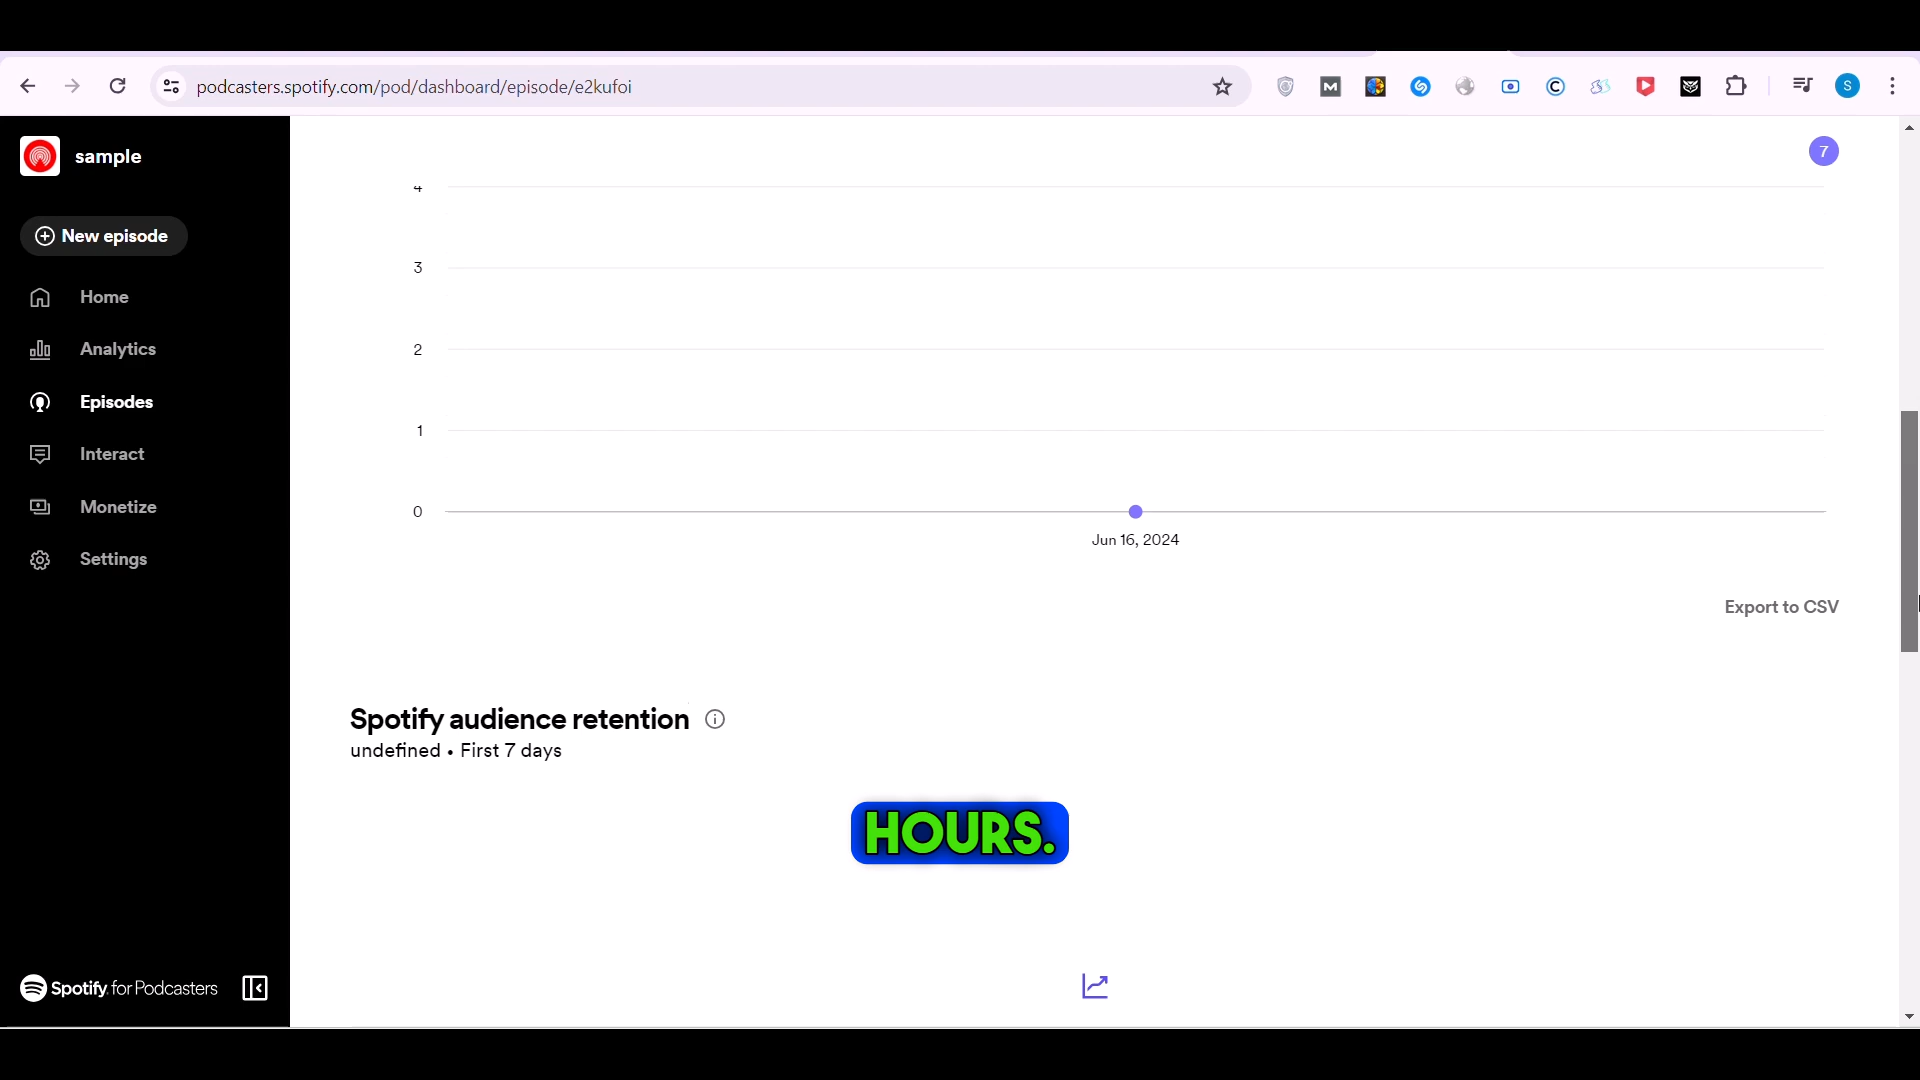 podcasters.spotify.com/pod/dashboard/episode/e2kufoi
S
sample
7
New episode
Home
Analytics
Episodes
Interact
Monetize
Settings
4
3
2
1
0
Jun 16, 2024
Export to CSV
Spotify audience retention
undefined • First 7 days
HOURS.
Spotify for Podcasters